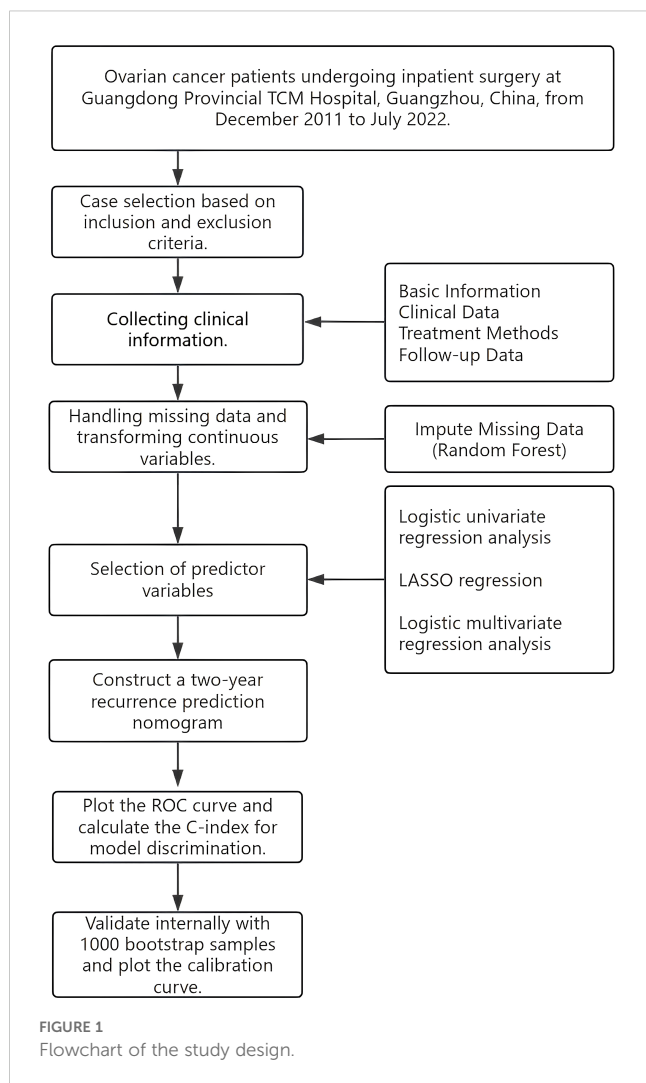 Ovarian cancer patients undergoing inpatient surgery at
Guangdong Provincial TCM Hospital, Guangzhou, China, from
December 2011 to July 2022.
Case selection based on
inclusion and exclusion
criteria.
Collecting clinical
information.
Basic Information
Clinical Data
Treatment Methods
Follow-up Data
Handling missing data and
transforming continuous
variables.
Impute Missing Data
(Random Forest)
Selection of predictor
variables
Logistic univariate
regression analysis
LASSO regression
Logistic multivariate
regression analysis
Construct a two-year
recurrence prediction
nomogram
Plot the ROC curve and
calculate the C-index for
model discrimination.
Validate internally with
1000 bootstrap samples
and plot the calibration
curve.
FIGURE 1
Flowchart of the study design.